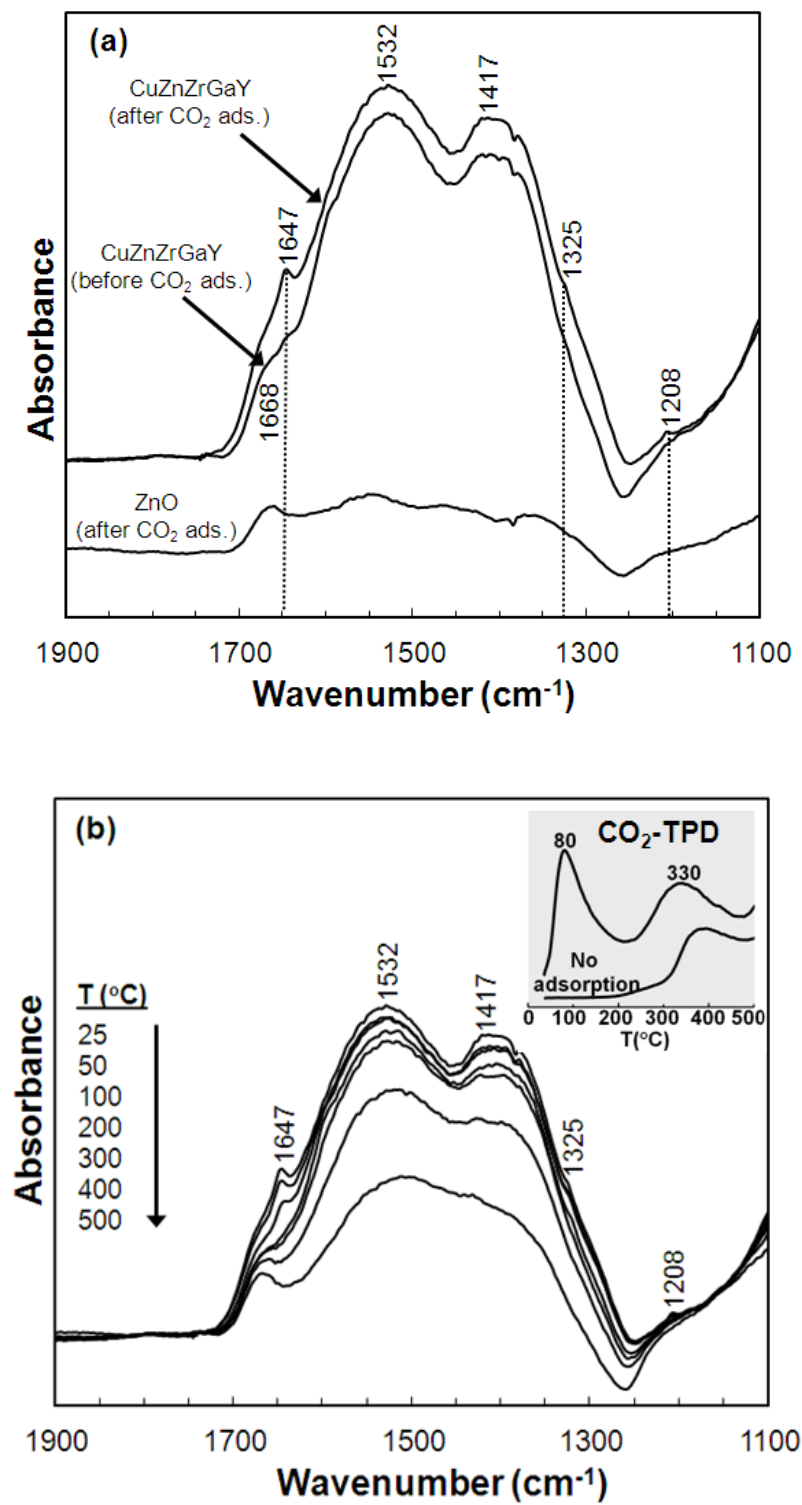 (a)
1532
1417
CuZnZrGaY
(after CO2 ads.)
1647
CuZnZrGaY
(before CO2 ads.)
1325
1668
1208
ZnO
(after CO2 ads.)
Absorbance
1900 1700 1500 1300 1100
Wavenumber (cm-1)
(b)
CO2-TPD
80
330
No
adsorption
0 100 200 300 400 500
T(oC)
T (oC)
25
50
100
200
300
400
500
1532
1417
1647
1325
1208
Absorbance
1900 1700 1500 1300 1100
Wavenumber (cm-1)